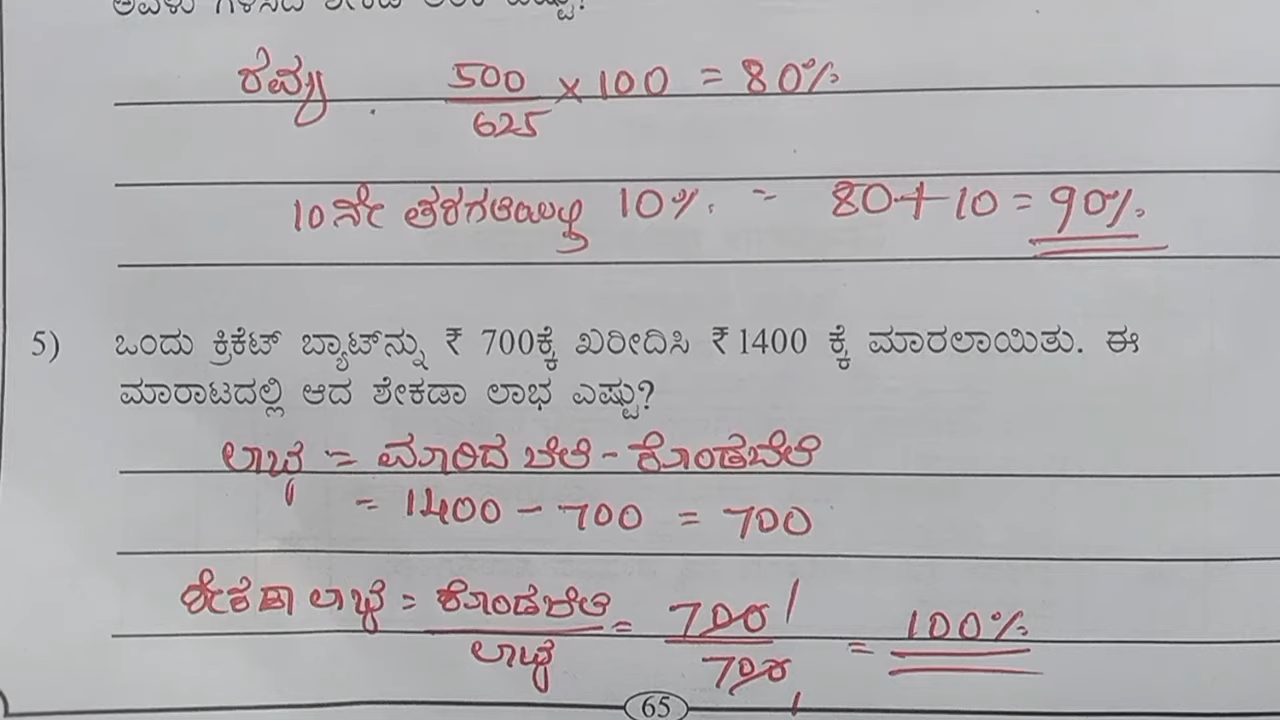 ರಮ್ಯ 500/625 × 100 = 80%
10ನೇ ತರಗತಿಯಲ್ಲಿ 10% = 80+10 = 90%
5) ಒಂದು ಕ್ರಿಕೆಟ್ ಬ್ಯಾಟ್‌ನ್ನು ₹ 700ಕ್ಕೆ ಖರೀದಿಸಿ ₹ 1400 ಕ್ಕೆ ಮಾರಲಾಯಿತು. ಈ
ಮಾರಾಟದಲ್ಲಿ ಆದ ಶೇಕಡಾ ಲಾಭ ಎಷ್ಟು?
ಲಾಭ = ಮಾರಿದ ಬೆಲೆ - ಕೊಂಡಬೆಲೆ
= 1400 - 700 = 700
ಶೇಕಡಾ ಲಾಭ = ಕೊಂಡಬೆಲೆ/ಲಾಭ = 700/700 = 100%
65